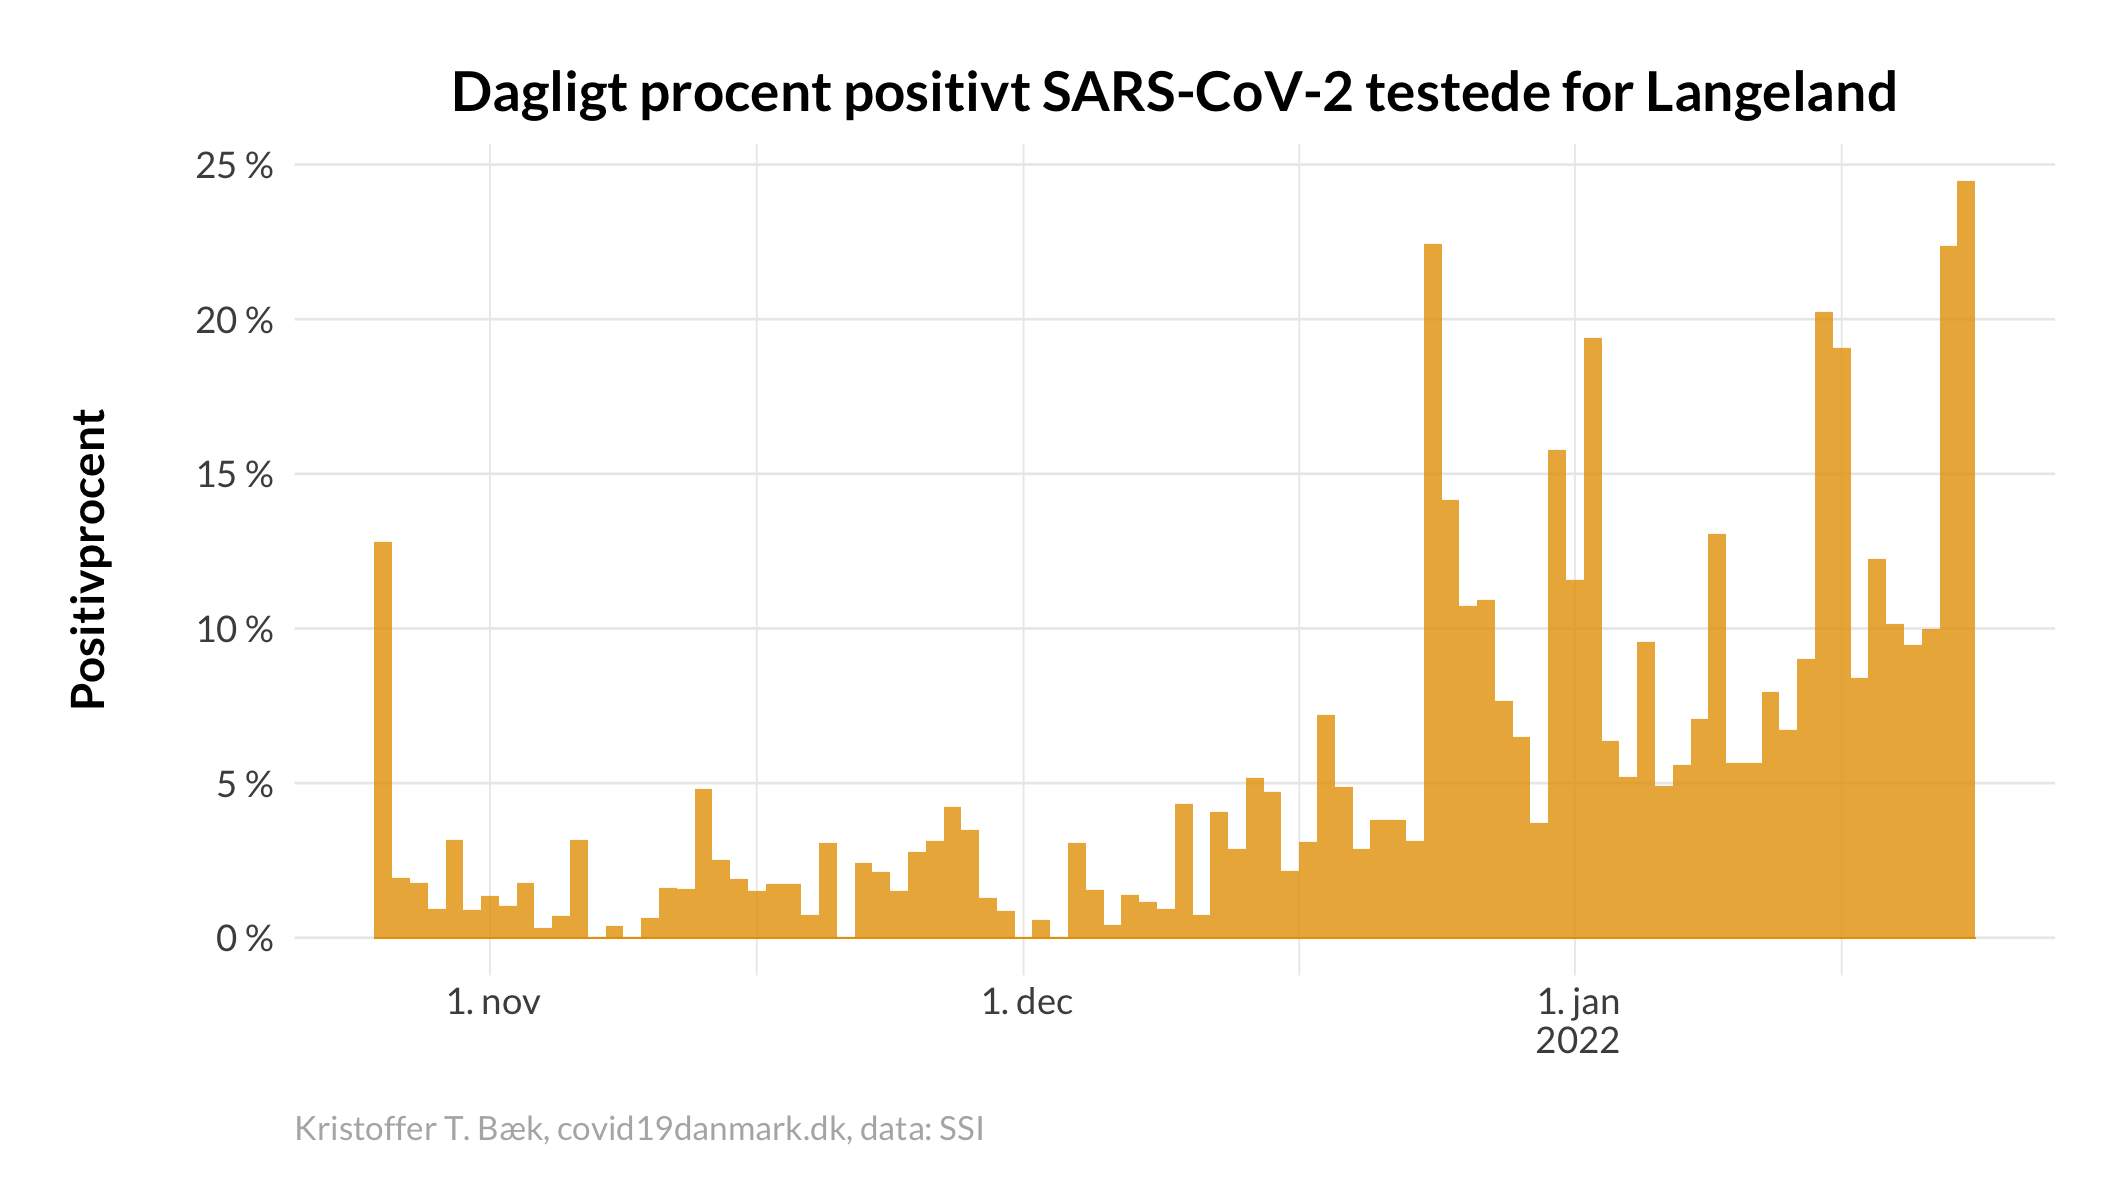 Dagligt procent positivt SARS-CoV-2 testede for Langeland
Positivprocent
25 %
20 %
15 %
10 %
5 %
0 %
1. nov
1. dec
1. jan
2022
Kristoffer T. Bæk, covid19danmark.dk, data: SSI